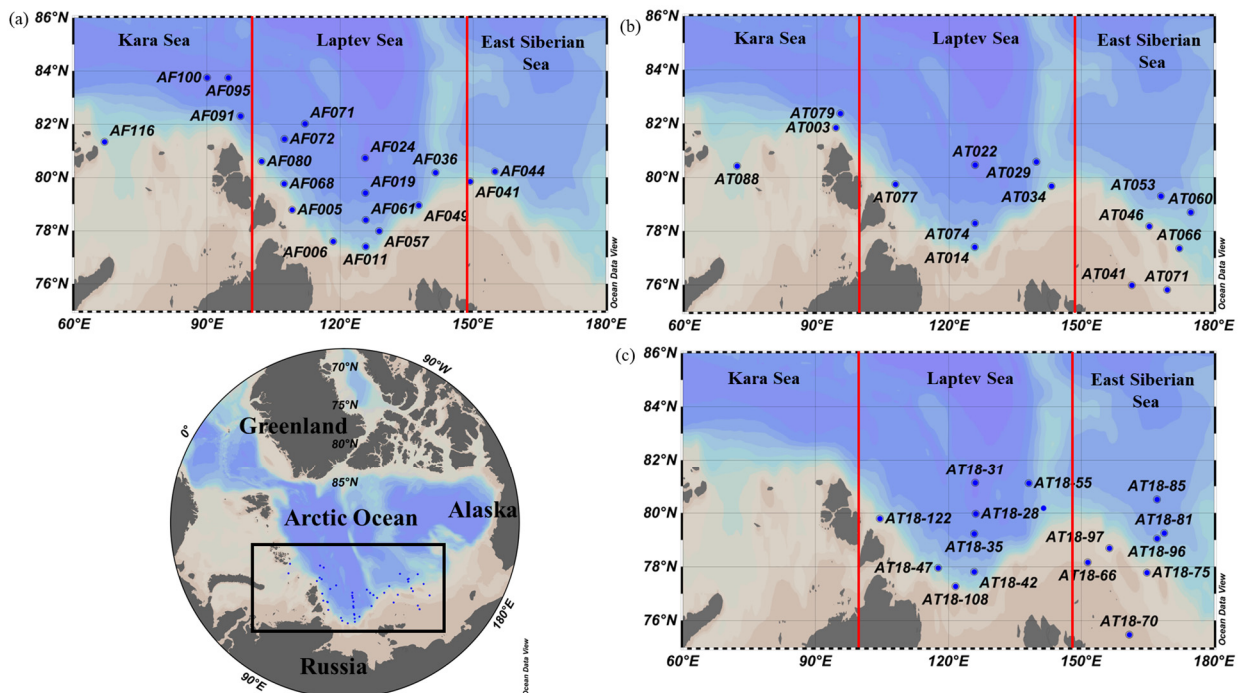 (a)
86°N
84°N
82°N
80°N
78°N
76°N
Kara Sea
Laptev Sea
East Siberian
Sea
AF100
AF095
AF091
AF071
AF116
AF072
AF024
AF080
AF036
AF044
AF068
AF019
AF041
AF005
AF061
AF049
AF006
AF057
AF011
60°E
90°E
120°E
150°E
180°E
Ocean Data View
(b)
86°N
84°N
82°N
80°N
78°N
76°N
Kara Sea
Laptev Sea
East Siberian
Sea
AT079
AT003
AT022
AT088
AT029
AT077
AT034
AT053
AT060
AT046
AT074
AT066
AT014
AT041
AT071
60°E
90°E
120°E
150°E
180°E
Ocean Data View
70°N
75°N
80°N
85°N
90°W
0°
Greenland
Arctic Ocean
Alaska
Russia
90°E
180°E
Ocean Data View
(c)
86°N
84°N
82°N
80°N
78°N
76°N
Kara Sea
Laptev Sea
East Siberian
Sea
AT18-31
AT18-55
AT18-85
AT18-122
AT18-28
AT18-81
AT18-35
AT18-97
AT18-96
AT18-47
AT18-42
AT18-66
AT18-75
AT18-108
AT18-70
60°E
90°E
120°E
150°E
180°E
Ocean Data View